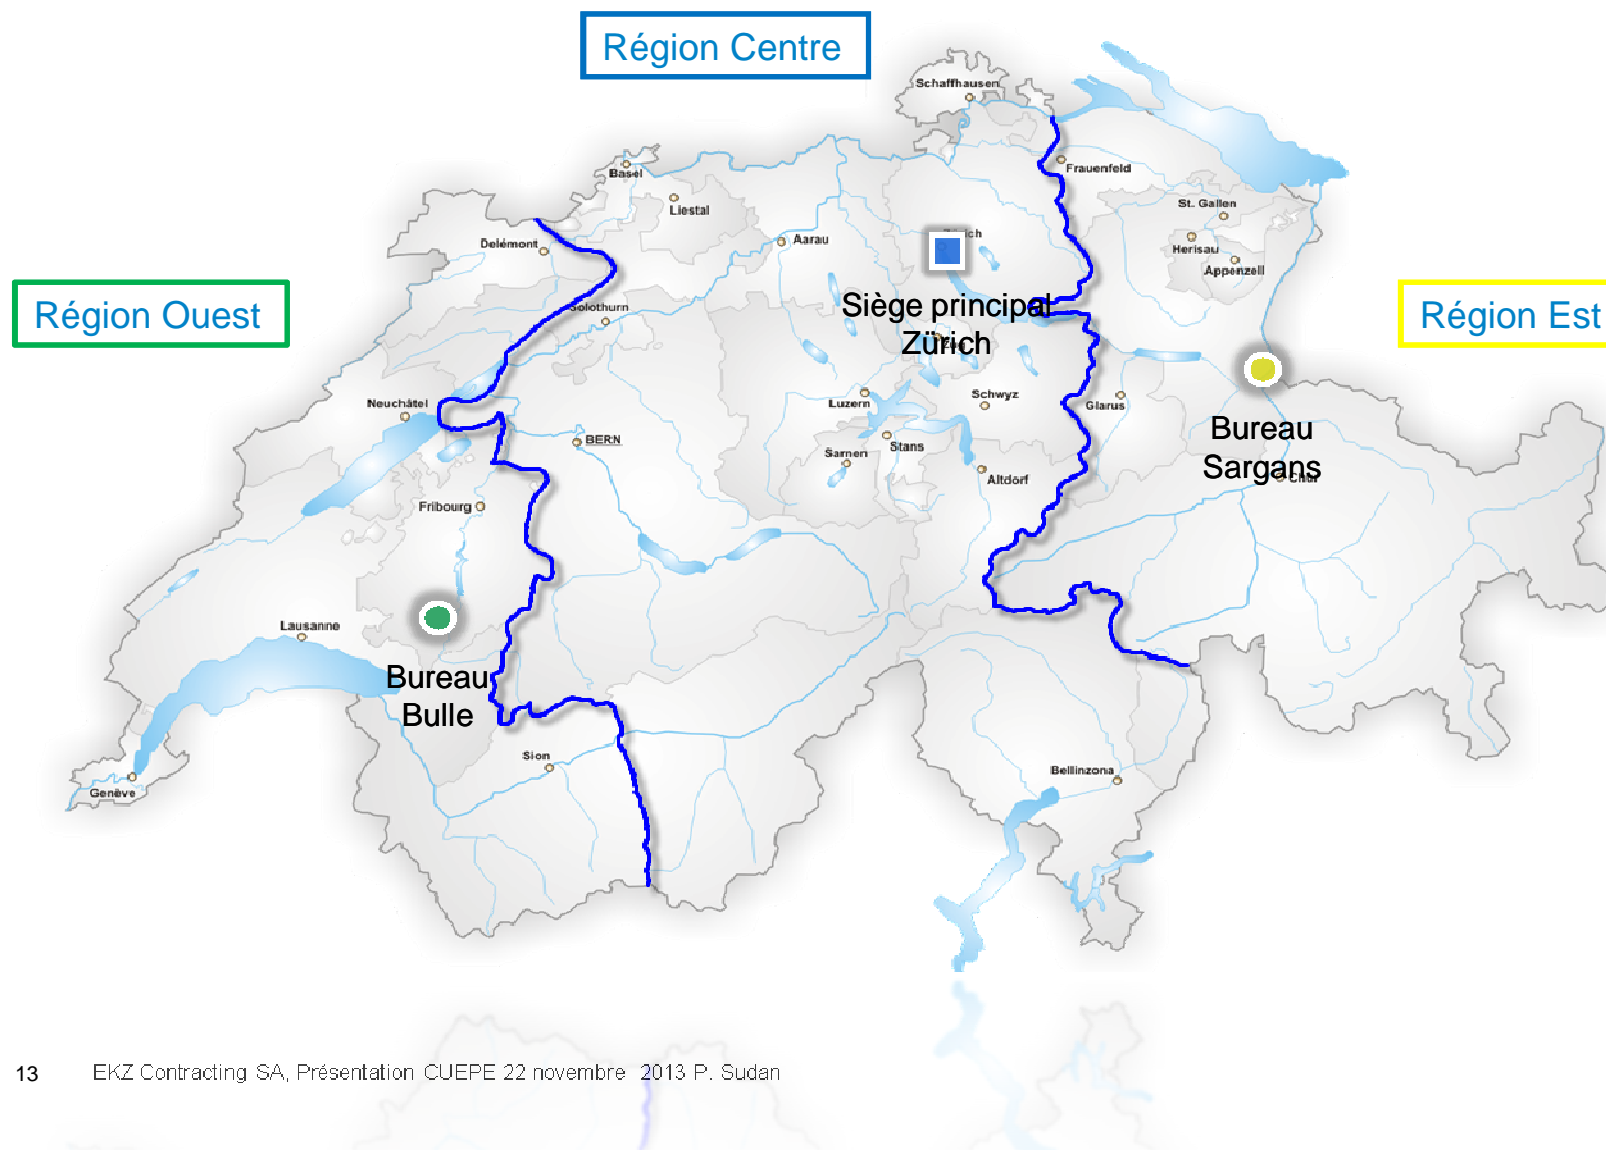 Région Centre
Schaffhausen
Frauenfeld
Basel
Liestal
St. Gallen
Delémont
Aarau
Herisau
Appenzell
Région Ouest
Siège principal
Zürich
Région Est
Solothurn
Neuchâtel
Luzern
Schwyz
Glarus
BERN
Stans
Sarnen
Bureau
Sargans
Chur
Altdorf
Fribourg
Lausanne
Bureau
Bulle
Sion
Bellinzona
Genève
13 EKZ Contracting SA, Présentation CUEPE 22 novembre 2013 P. Sudan